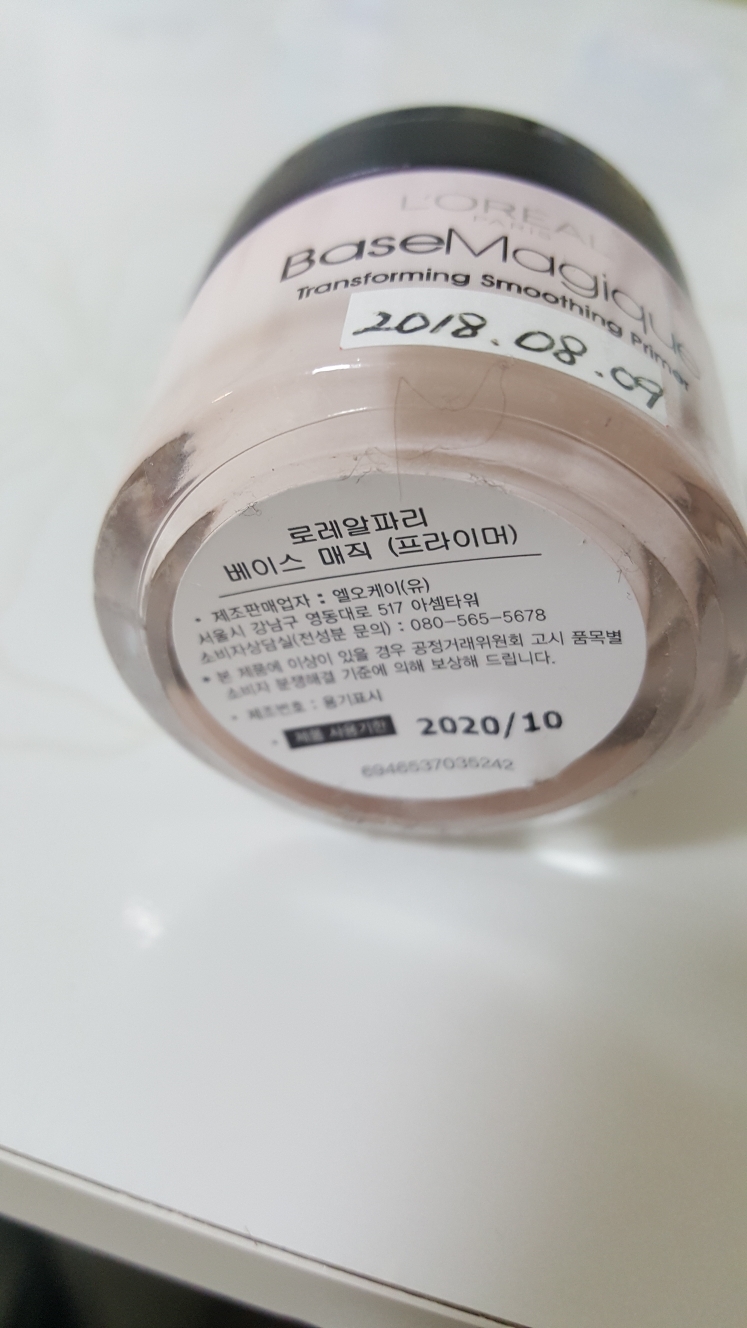 L'OREAL
PARIS
BaseMagique
Transforming Smoothing Primer
2018.08.09
로레알파리
베이스 매직 (프라이머)
• 제조판매업자 : 엘오케이(유)
서울시 강남구 영동대로 517 아셈타워
소비자상담실(전성분 문의) : 080-565-5678
• 본 제품에 이상이 있을 경우 공정거래위원회 고시 품목별
소비자 분쟁해결 기준에 의해 보상해 드립니다.
• 제조번호 : 용기표시
• 제품 사용기한 2020/10
6946537035242